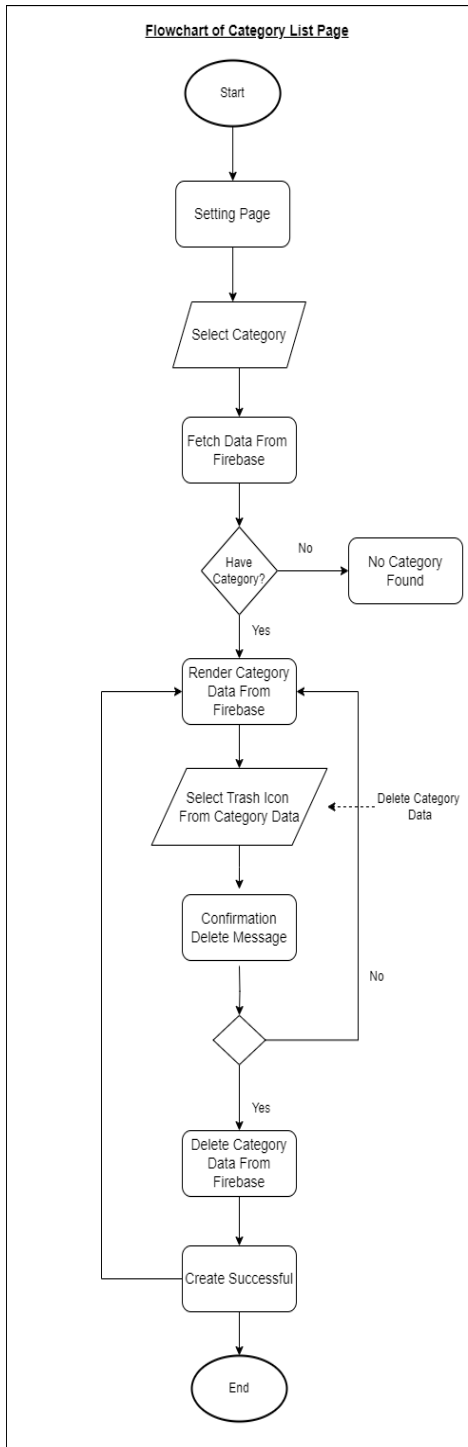 Flowchart of Category List Page
Start
Setting Page
Select Category
Fetch Data From
Firebase
Have
Category?
No
No Category
Found
Yes
Render Category
Data From
Firebase
Select Trash Icon
From Category Data
Delete Category
Data
Confirmation
Delete Message
No
Yes
Delete Category
Data From
Firebase
Create Successful
End